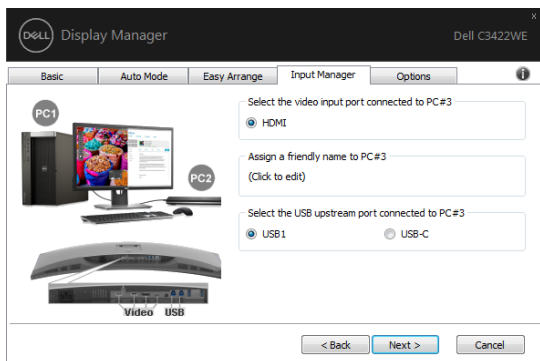 DELL Display Manager
Dell C3422WE
x
Basic Auto Mode Easy Arrange Input Manager Options
Select the video input port connected to PC#3
HDMI
Assign a friendly name to PC#3
(Click to edit)
Select the USB upstream port connected to PC#3
USB1 USB-C
PC1
PC2
Video USB
< Back Next > Cancel